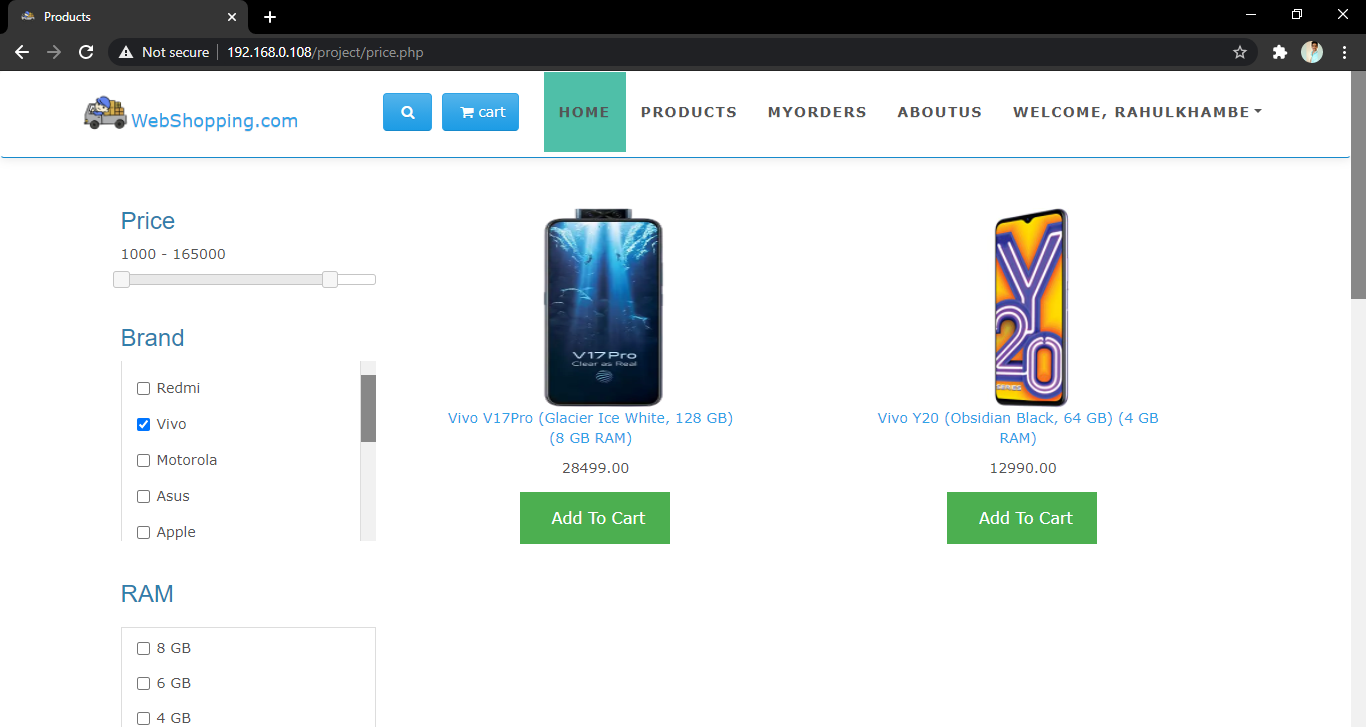 Products
Not secure
192.168.0.108/project/price.php
WebShopping.com
cart
HOME
PRODUCTS
MYORDERS
ABOUTUS
WELCOME, RAHULKHAMBE
Price
1000 - 165000
Brand
Redmi
Vivo
Motorola
Asus
Apple
RAM
8 GB
6 GB
4 GB
V17Pro
Clear as Real
Vivo V17Pro (Glacier Ice White, 128 GB)
(8 GB RAM)
28499.00
Add To Cart
Y
20
SERIES
Vivo Y20 (Obsidian Black, 64 GB) (4 GB
RAM)
12990.00
Add To Cart